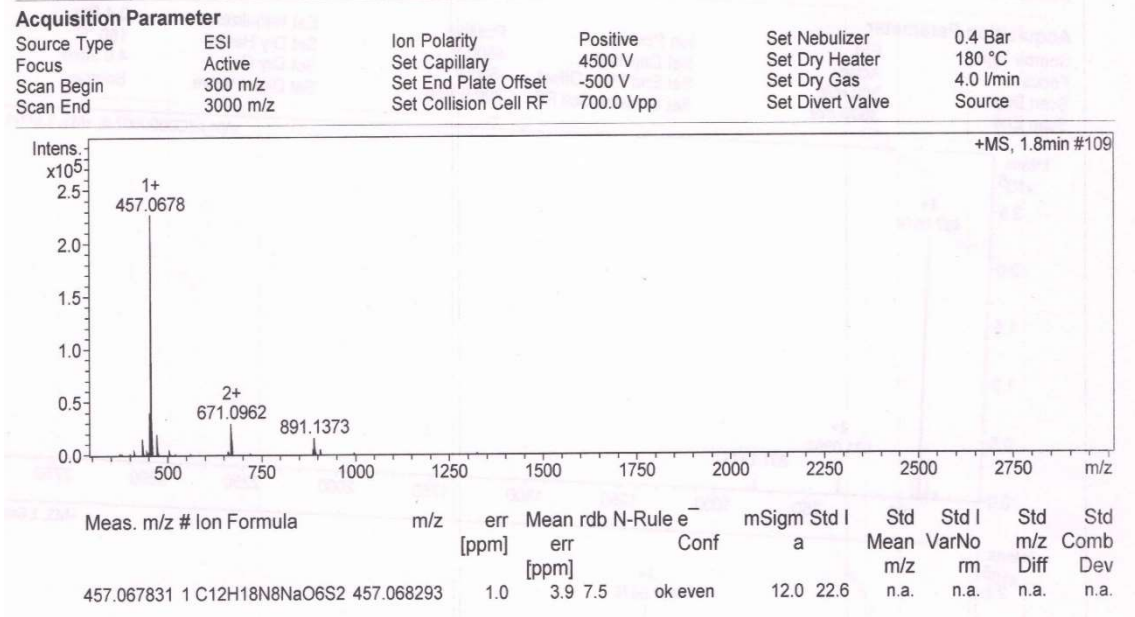 Acquisition Parameter
Source Type ESI Ion Polarity Positive Set Nebulizer 0.4 Bar
Focus Active Set Capillary 4500 V Set Dry Heater 180 °C
Scan Begin 300 m/z Set End Plate Offset -500 V Set Dry Gas 4.0 l/min
Scan End 3000 m/z Set Collision Cell RF 700.0 Vpp Set Divert Valve Source
Intens. +MS, 1.8min #109
x10⁵
1+
2.5
457.0678
2.0
1.5
1.0
2+
0.5
671.0962
891.1373
0.0
500 750 1000 1250 1500 1750 2000 2250 2500 2750 m/z
Meas. m/z # Ion Formula m/z err Mean rdb N-Rule e¯ mSigm Std I Std Std I Std Std
[ppm] err Conf a Mean VarNo m/z Comb
[ppm] m/z rm Diff Dev
457.067831 1 C12H18N8NaO6S2 457.068293 1.0 3.9 7.5 ok even 12.0 22.6 n.a. n.a. n.a. n.a.